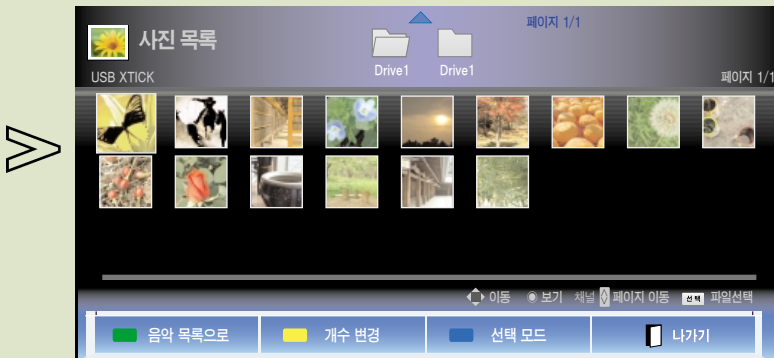 페이지 1/1
사진 목록
Drive1 Drive1
USB XTICK 페이지 1/1
이동 보기 채널 페이지 이동 선택 파일선택
음악 목록으로 개수 변경 선택 모드 나가기